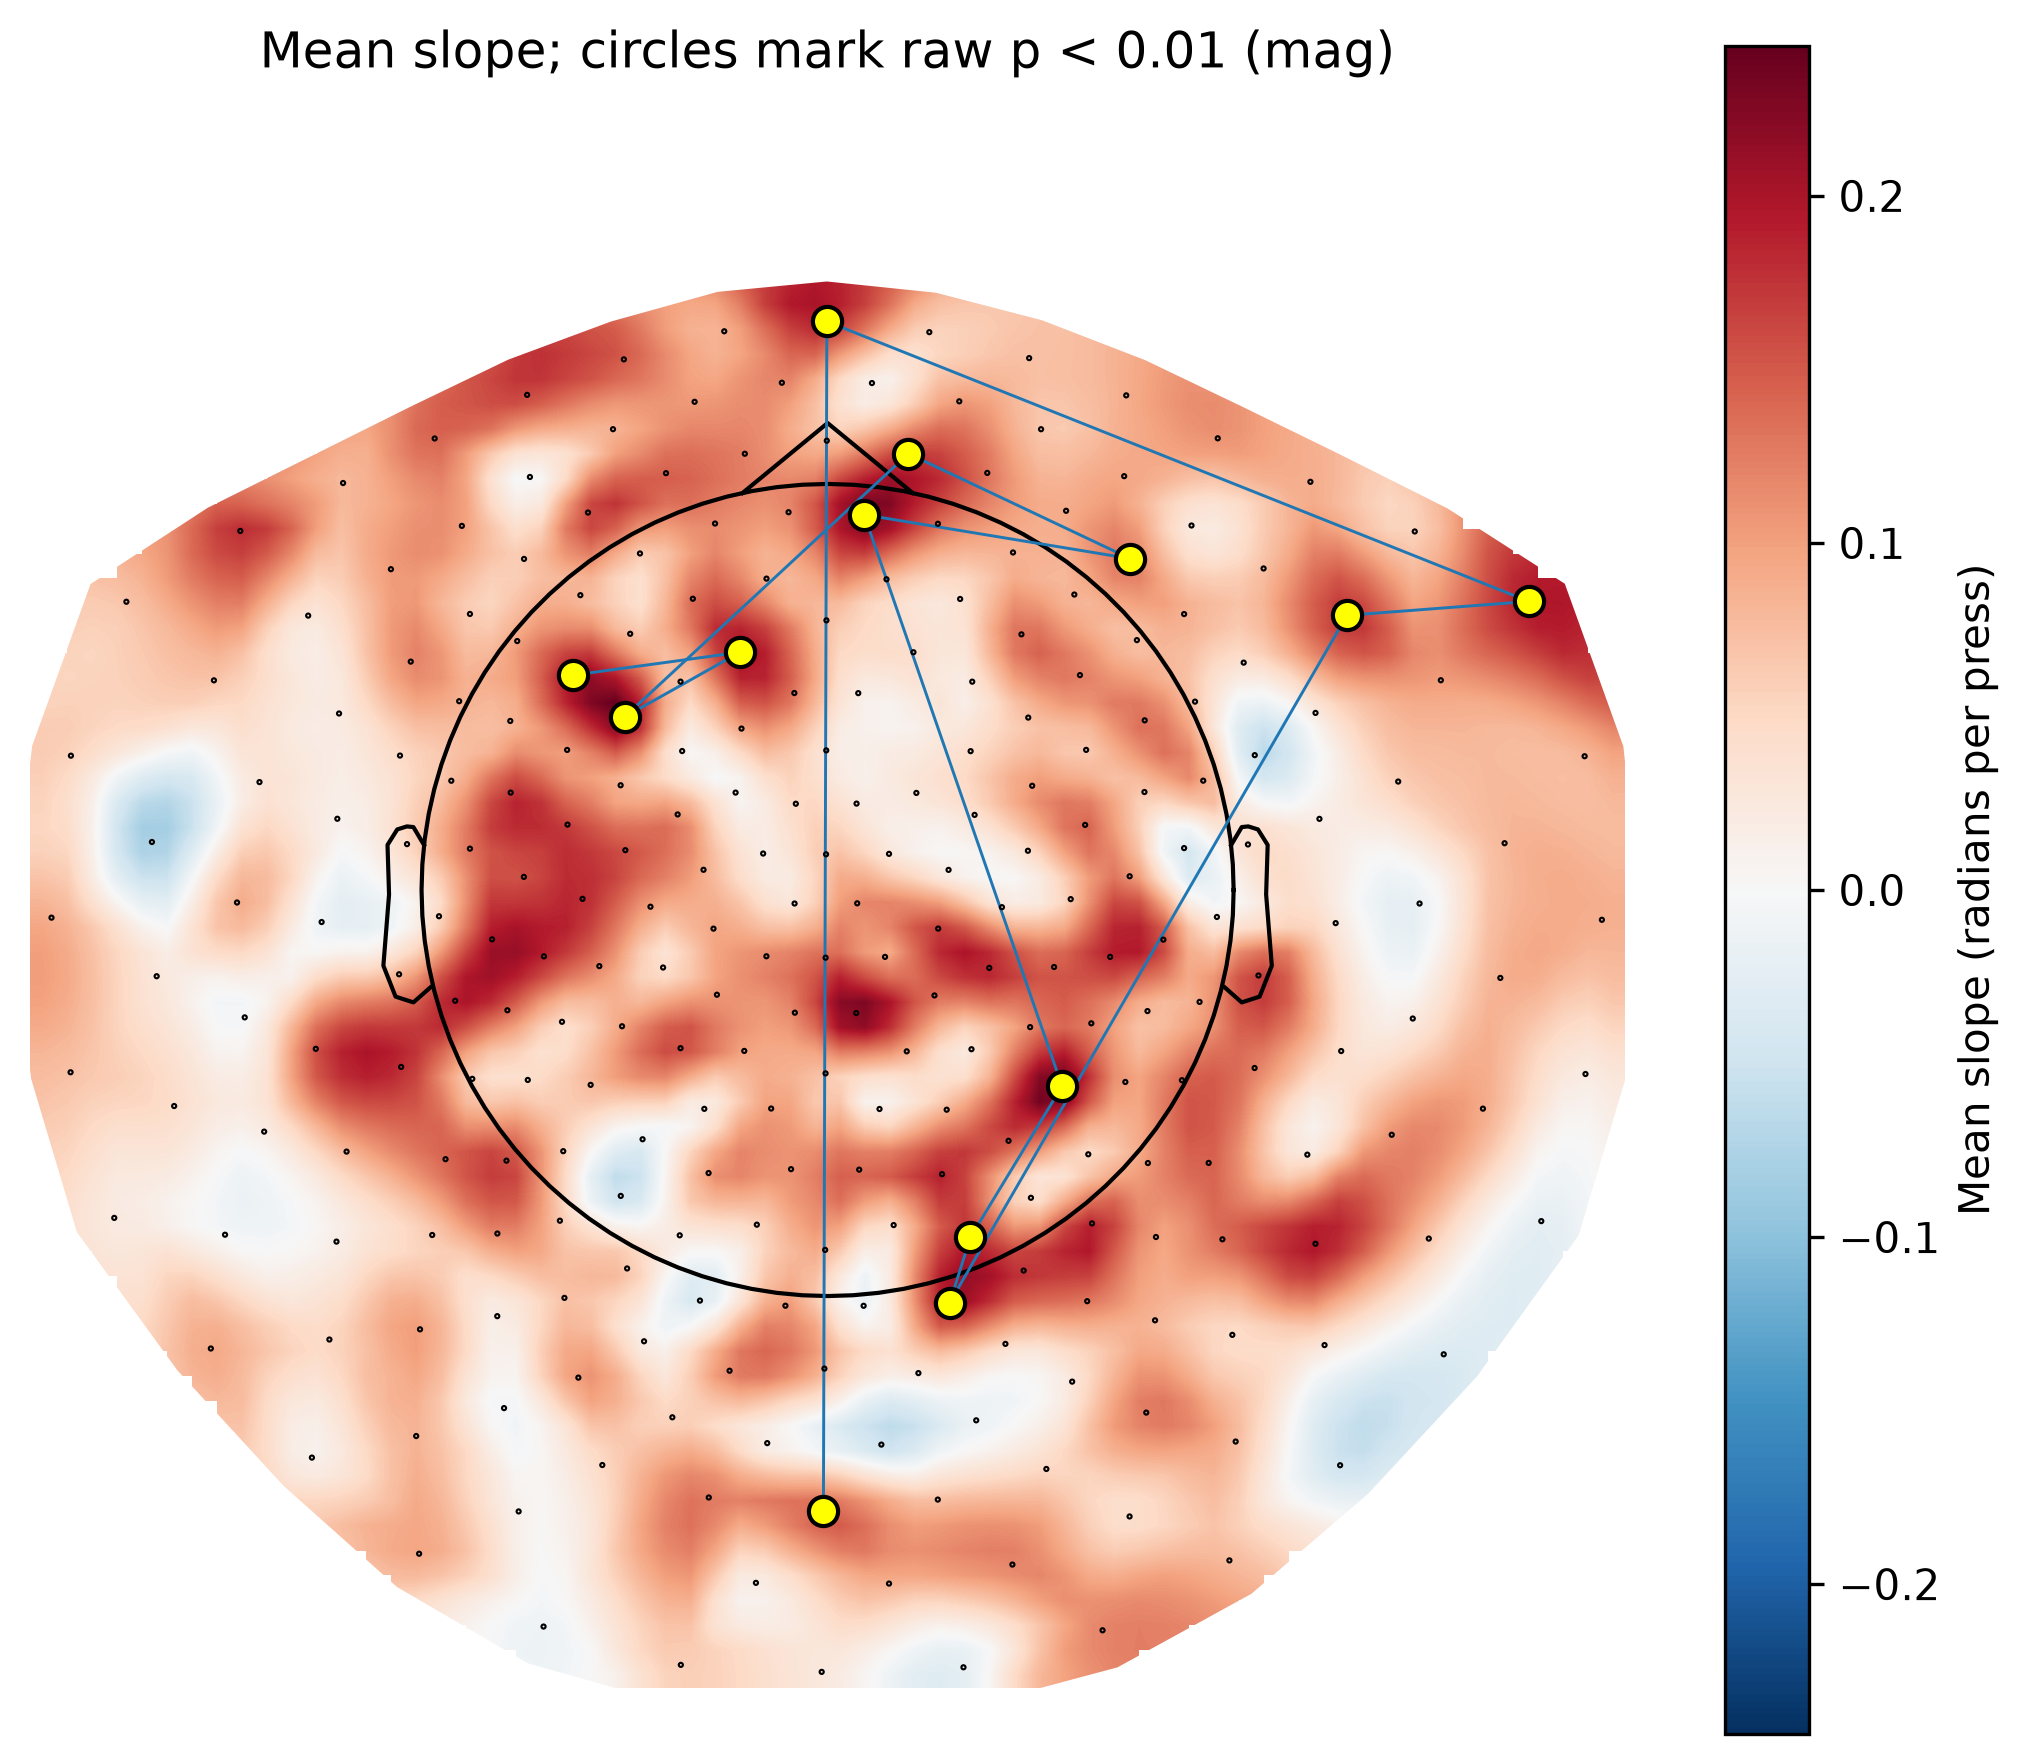 Mean slope; circles mark raw p < 0.01 (mag)
0.2
0.1
0.0
−0.1
−0.2
Mean slope (radians per press)